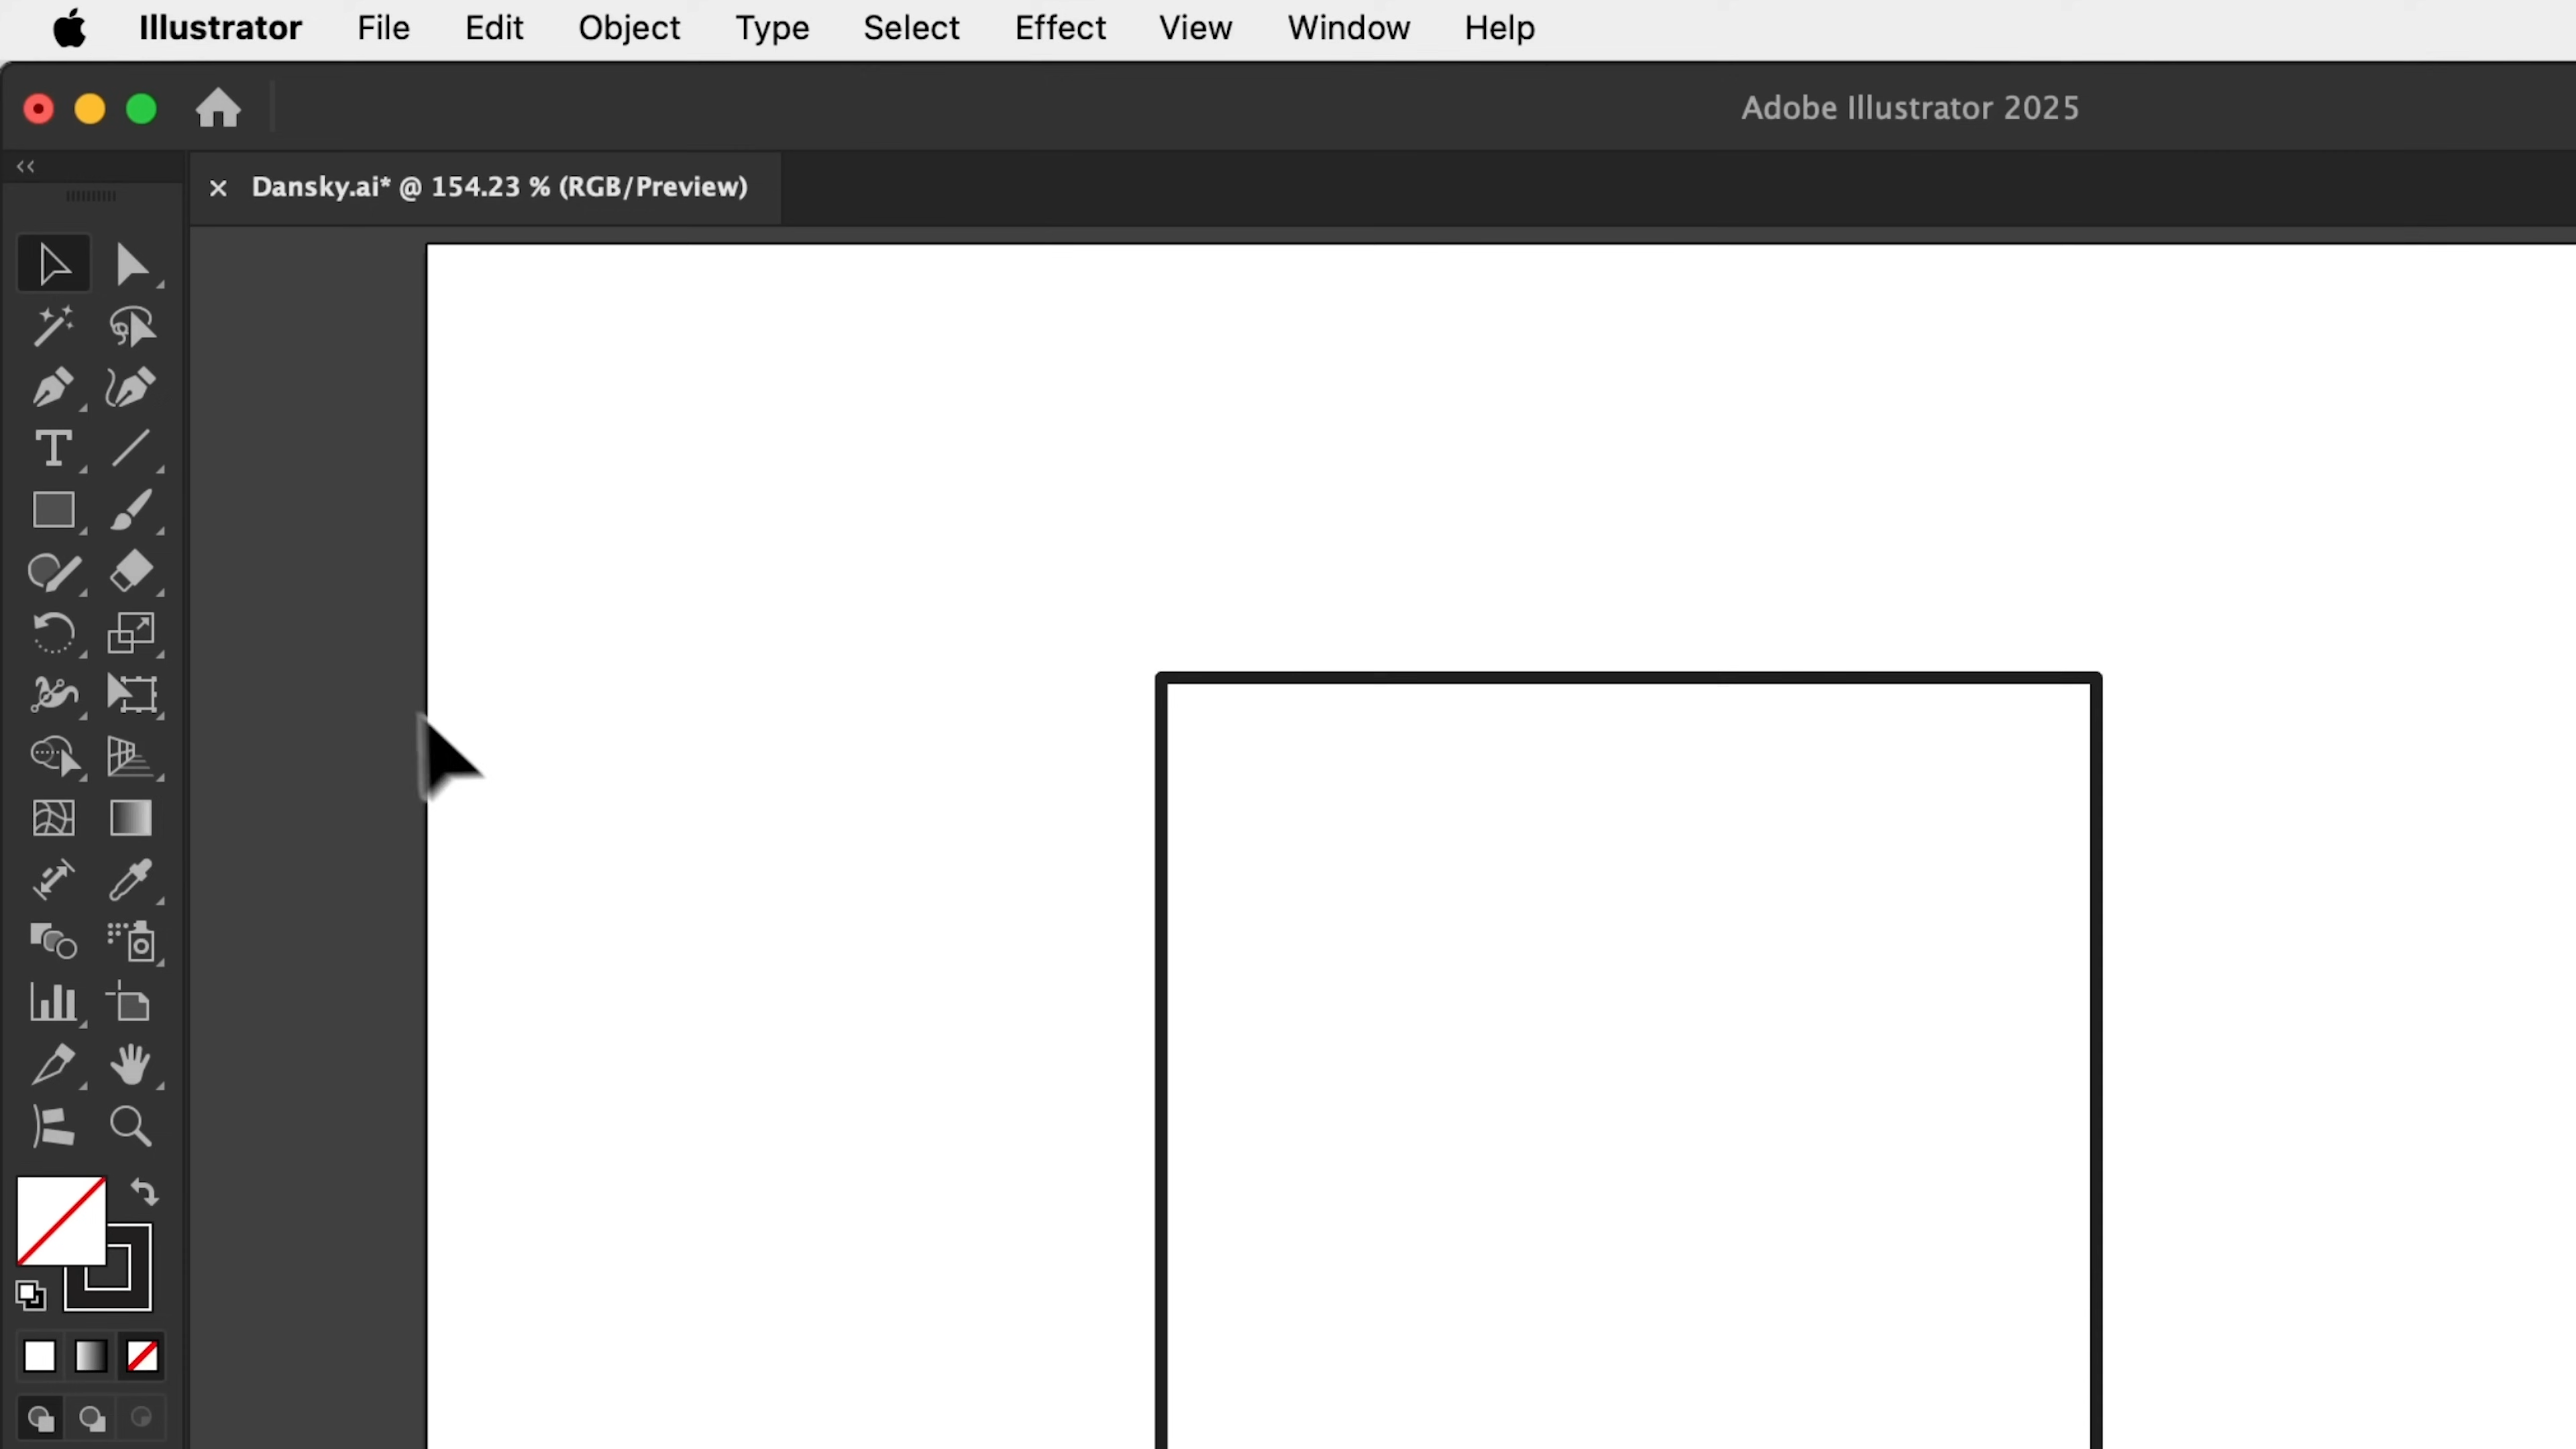 Illustrator File Edit Object Type Select Effect View Window Help
Adobe Illustrator 2025
Dansky.ai* @ 154.23 % (RGB/Preview)